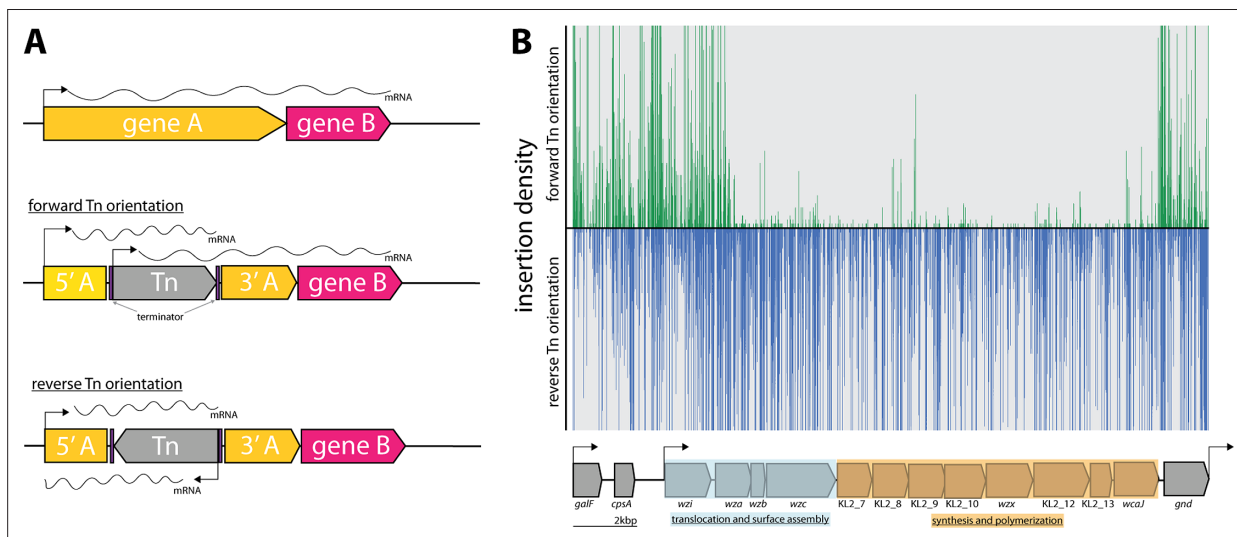 A
mRNA
gene A
gene B
forward Tn orientation
mRNA
mRNA
5’ A
Tn
3’ A
gene B
terminator
reverse Tn orientation
mRNA
5’ A
Tn
3’ A
gene B
mRNA
B
insertion density
forward Tn orientation
reverse Tn orientation
galF
cpsA
wzi
wza
wzb
wzc
KL2_7
KL2_8
KL2_9
KL2_10
wzx
KL2_12
KL2_13
wcaJ
gnd
2kbp
translocation and surface assembly
synthesis and polymerization